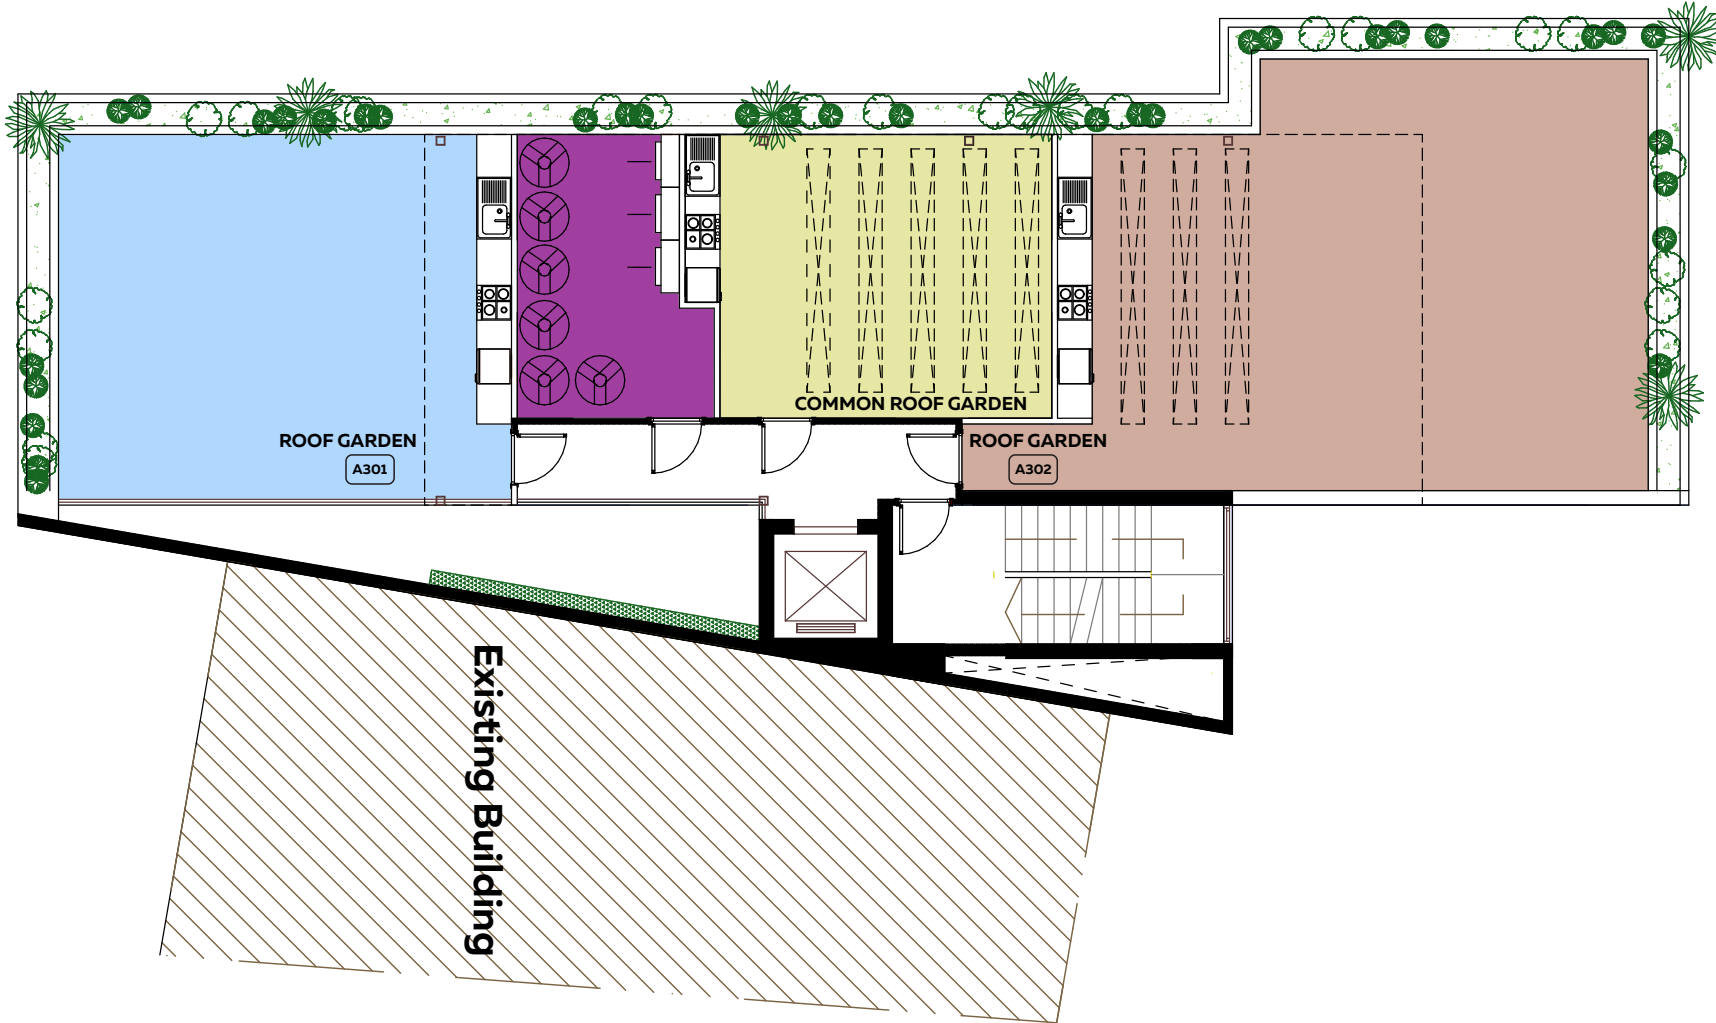 COMMON ROOF GARDEN
ROOF GARDEN
A301
ROOF GARDEN
A302
Existing Building